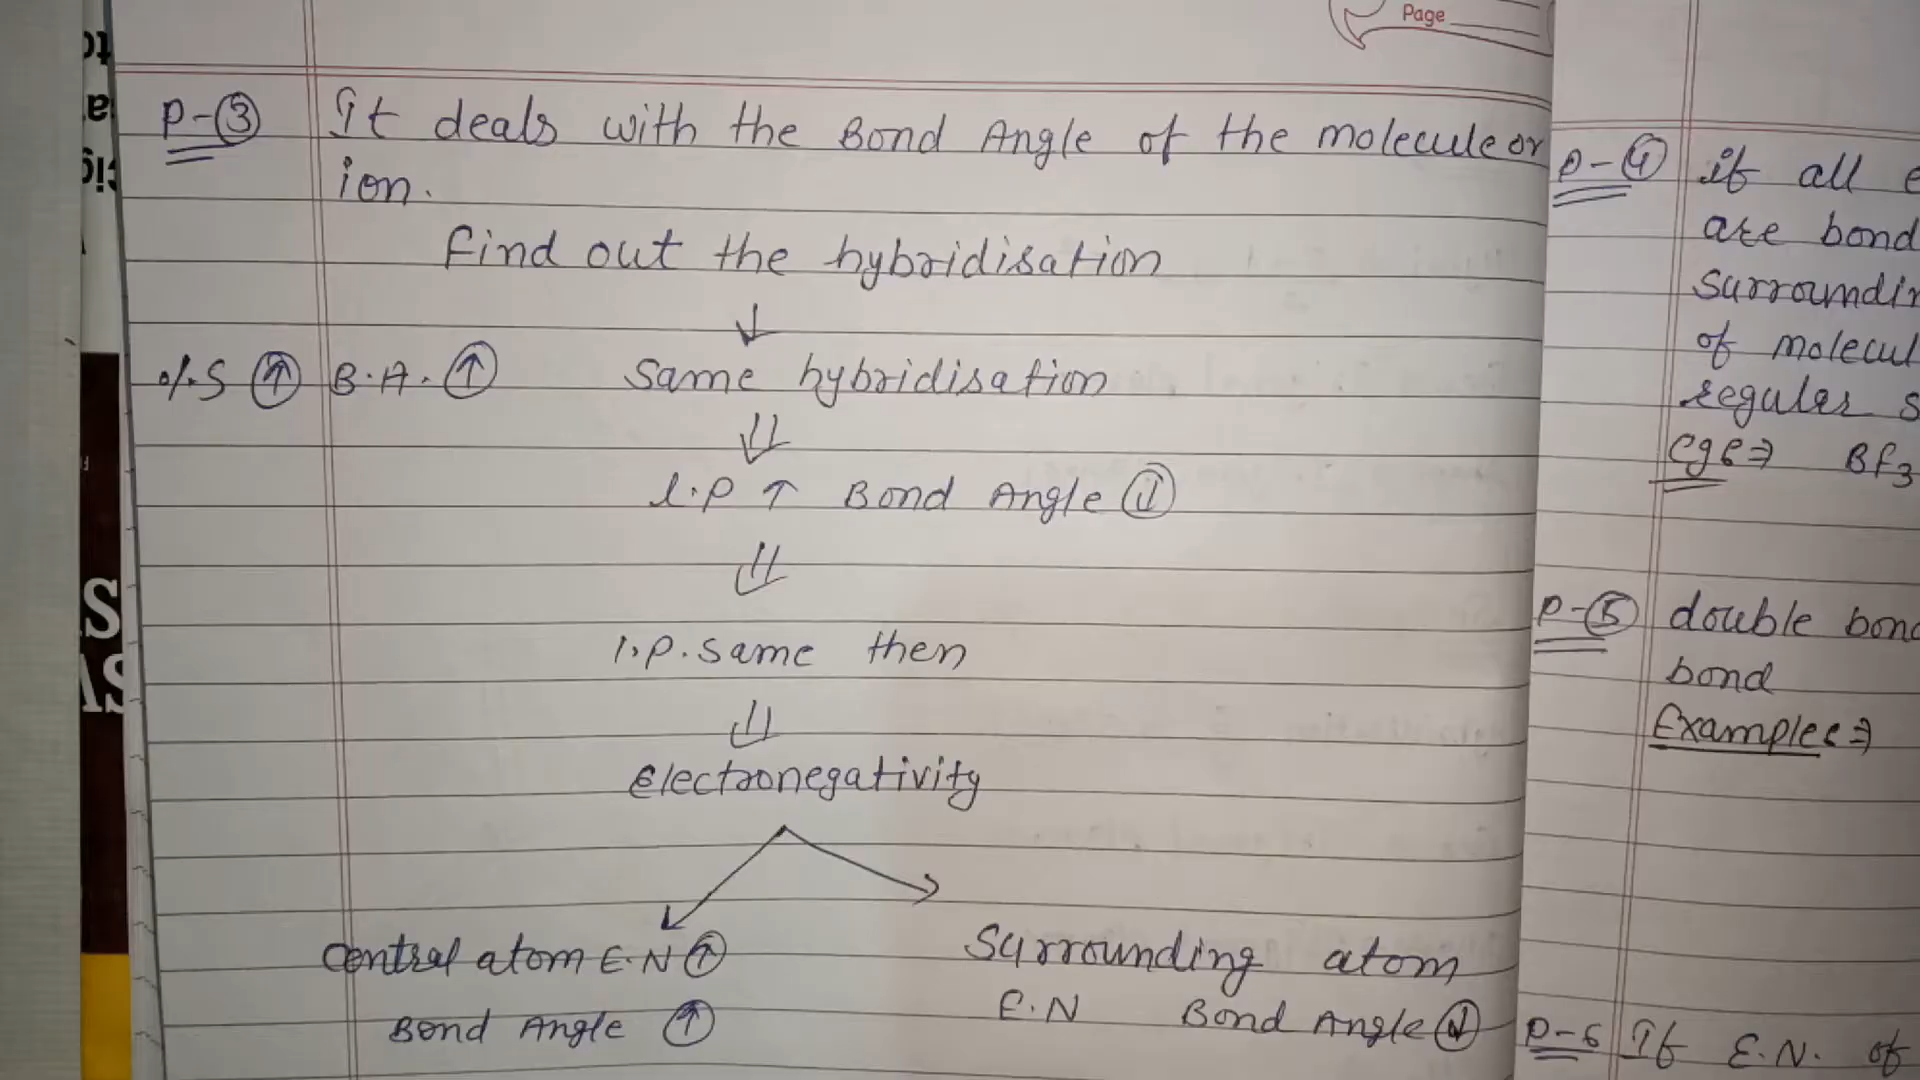 Page
P-③ It deals with the Bond Angle of the molecule or
ion.
Find out the hybridisation
↓
%S ↑ B.A. ↑ Same hybridisation
⇓
l.p ↑ Bond Angle ↓
⇓
l.p. same then
⇓
Electronegativity
Central atom E.N ↑
Bond Angle ↑
Surrounding atom
E.N Bond Angle ↓
P-④ if all
are bond
Surroundin
of molecul
regular s
eg ⇒ BF3
P-⑤ double bond
bond
Examples ⇒
P-6 If E.N. of